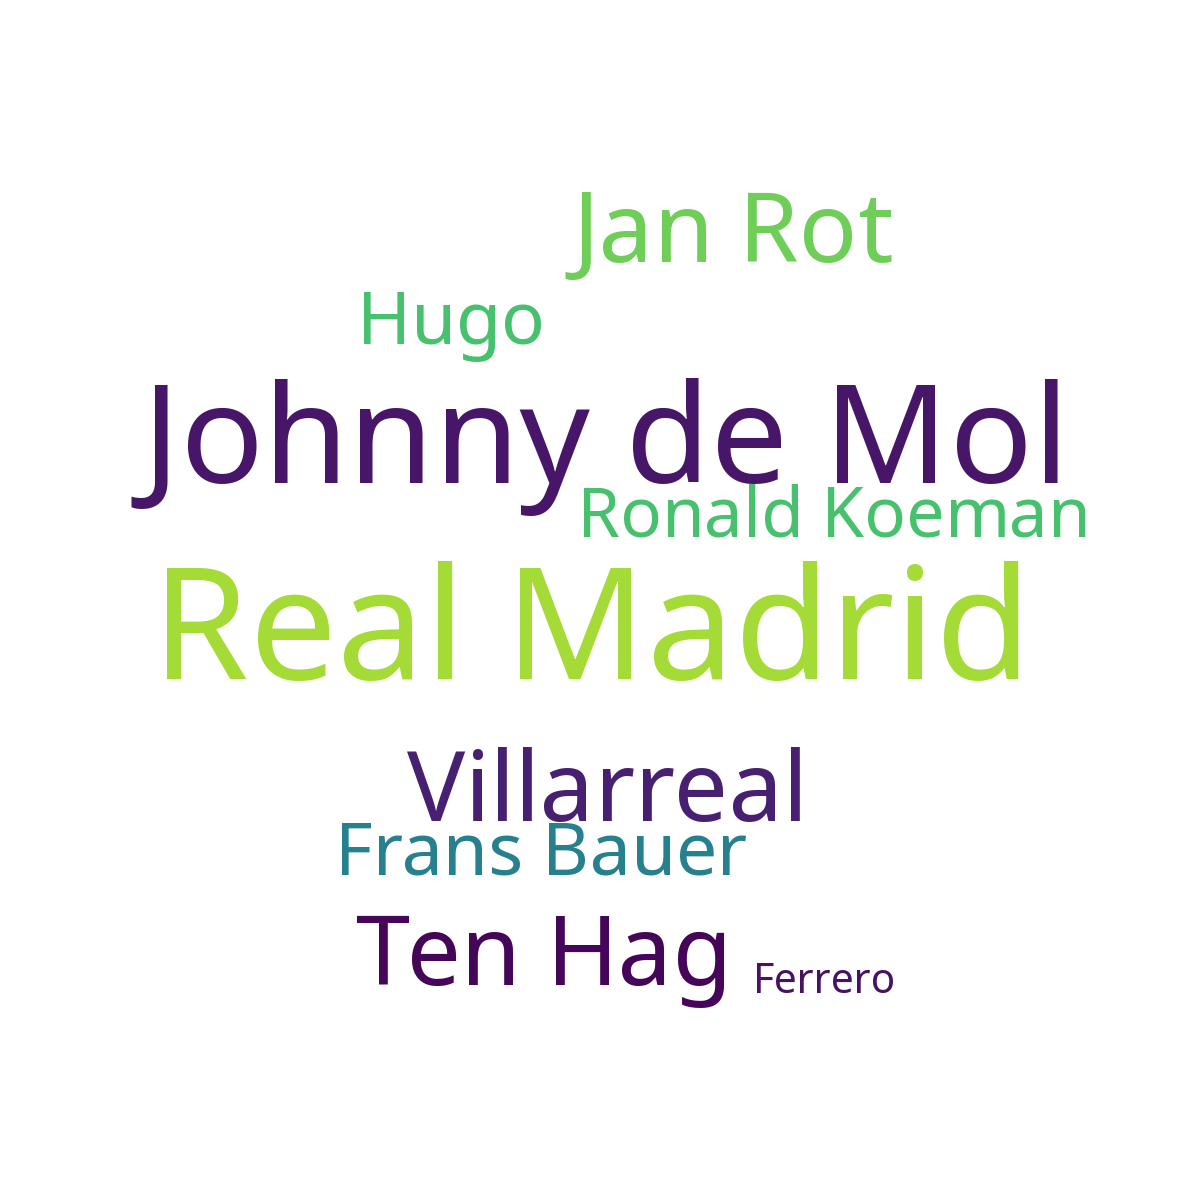 Jan Rot
Hugo
Johnny de Mol
Ronald Koeman
Real Madrid
Villarreal
Frans Bauer
Ten Hag
Ferrero